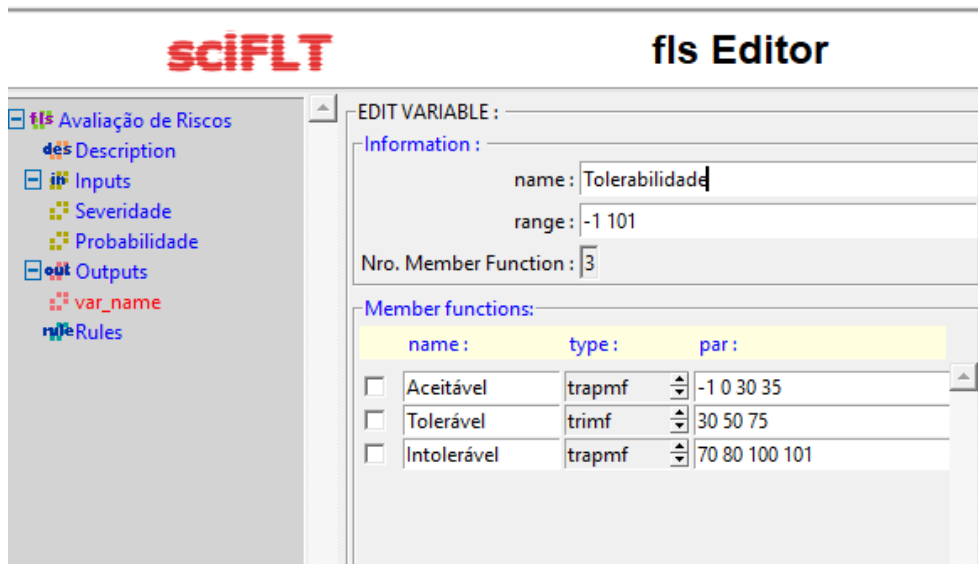 sciFLT fls Editor
fls Avaliação de Riscos
des Description
in Inputs
Severidade
Probabilidade
out Outputs
var_name
rule Rules
EDIT VARIABLE :
Information :
name : Tolerabilidade
range : -1 101
Nro. Member Function : 3
Member functions:
name : type : par :
Aceitável trapmf -1 0 30 35
Tolerável trimf 30 50 75
Intolerável trapmf 70 80 100 101